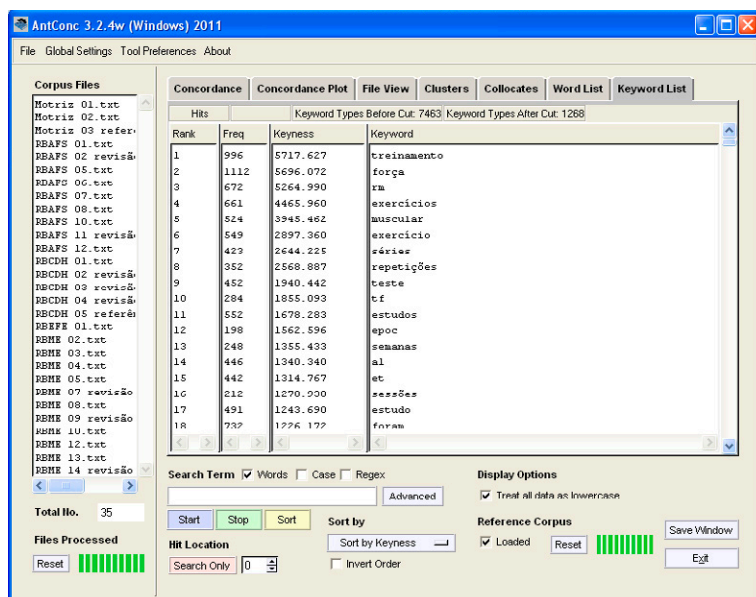 AntConc 3.2.4w (Windows) 2011
File Global Settings Tool Preferences About
Corpus Files
Motriz 01.txt
Motriz 02.txt
Motriz 03 refer
RBAFS 01.txt
RBAFS 02 revisã
RBAFS 05.txt
RBAFS 06.txt
RBAFS 07.txt
RBAFS 08.txt
RBAFS 10.txt
RBAFS 11 revisã
RBAFS 12.txt
RBCDH 01.txt
RBCDH 02 revisã
RBCDH 03 revisã
RBCDH 04 revisã
RBCDH 05 referê
RBEFE 01.txt
RBME 02.txt
RBME 03.txt
RBME 04.txt
RBME 05.txt
RBME 07 revisão
RBME 08.txt
RBME 09 revisão
RBME 10.txt
RBME 12.txt
RBME 13.txt
RBME 14 revisão
Total No. 35
Files Processed
Reset
Concordance Concordance Plot File View Clusters Collocates Word List Keyword List
Hits Keyword Types Before Cut: 7463 Keyword Types After Cut: 1268
Rank Freq Keyness Keyword
1 996 5717.627 treinamento
2 1112 5696.072 força
3 672 5264.990 rm
4 661 4465.960 exercícios
5 524 3945.462 muscular
6 549 2897.360 exercício
7 423 2644.225 séries
8 352 2568.887 repetições
9 452 1940.442 teste
10 284 1855.093 tf
11 552 1678.283 estudos
12 198 1562.596 epoc
13 248 1355.433 semanas
14 446 1340.340 al
15 442 1314.767 et
16 212 1270.900 sessões
17 491 1243.690 estudo
18 732 1226.172 foram
Search Term Words Case Regex
Advanced
Start Stop Sort
Hit Location
Search Only 0
Sort by
Sort by Keyness
Invert Order
Display Options
Treat all data as lowercase
Reference Corpus
Loaded Reset
Save Window
Exit